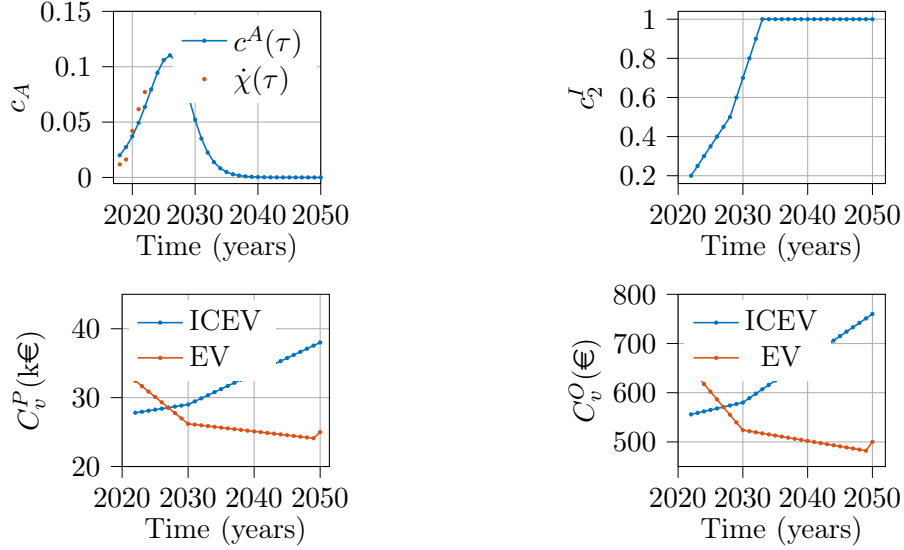 0.15
0.1
0.05
0
c_A
c^A(τ)
χ̇(τ)
2020 2030 2040 2050
Time (years)
1
0.8
0.6
0.4
0.2
c_2^I
2020 2030 2040 2050
Time (years)
40
30
20
C_v^P(k€)
ICEV
EV
2020 2030 2040 2050
Time (years)
800
700
600
500
C_v^O(€)
ICEV
EV
2020 2030 2040 2050
Time (years)